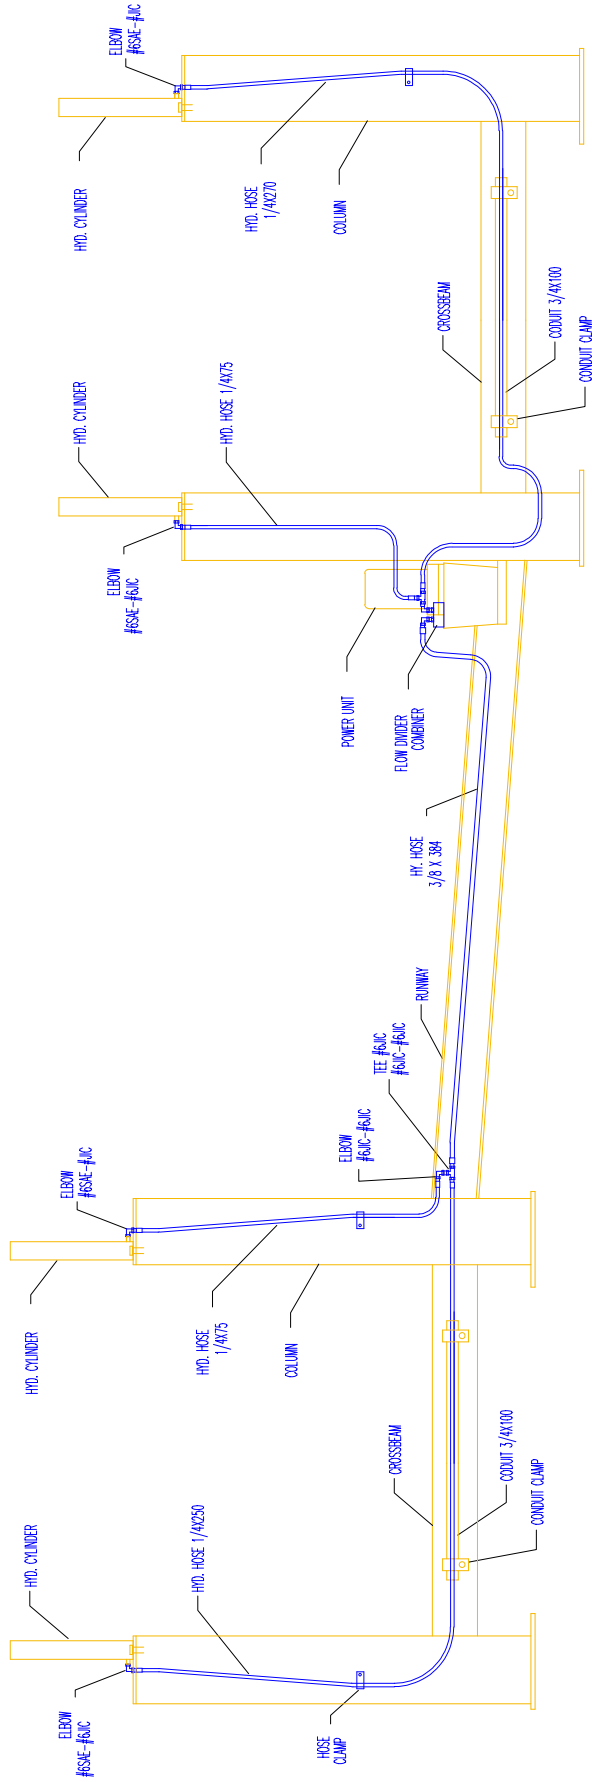 ELBOW
#6SAE-#JIC
HYD. CYLINDER
HYD. HOSE
1/4X270
COLUMN
CROSSBEAM
CODUIT 3/4X100
CONDUIT CLAMP
HYD. CYLINDER
HYD. HOSE 1/4X75
ELBOW
#6SAE-#6JIC
POWER UNIT
FLOW DIVIDER
COMBINER
HY. HOSE
3/8 X 384
RUNWAY
TEE #6JIC
#6JIC-#6JIC
ELBOW
#6JIC-#6JIC
ELBOW
#6SAE-#JIC
HYD. CYLINDER
HYD. HOSE
1/4X75
COLUMN
CROSSBEAM
CODUIT 3/4X100
CONDUIT CLAMP
HYD. CYLINDER
HYD. HOSE 1/4X250
ELBOW
#6SAE-#6JIC
HOSE
CLAMP